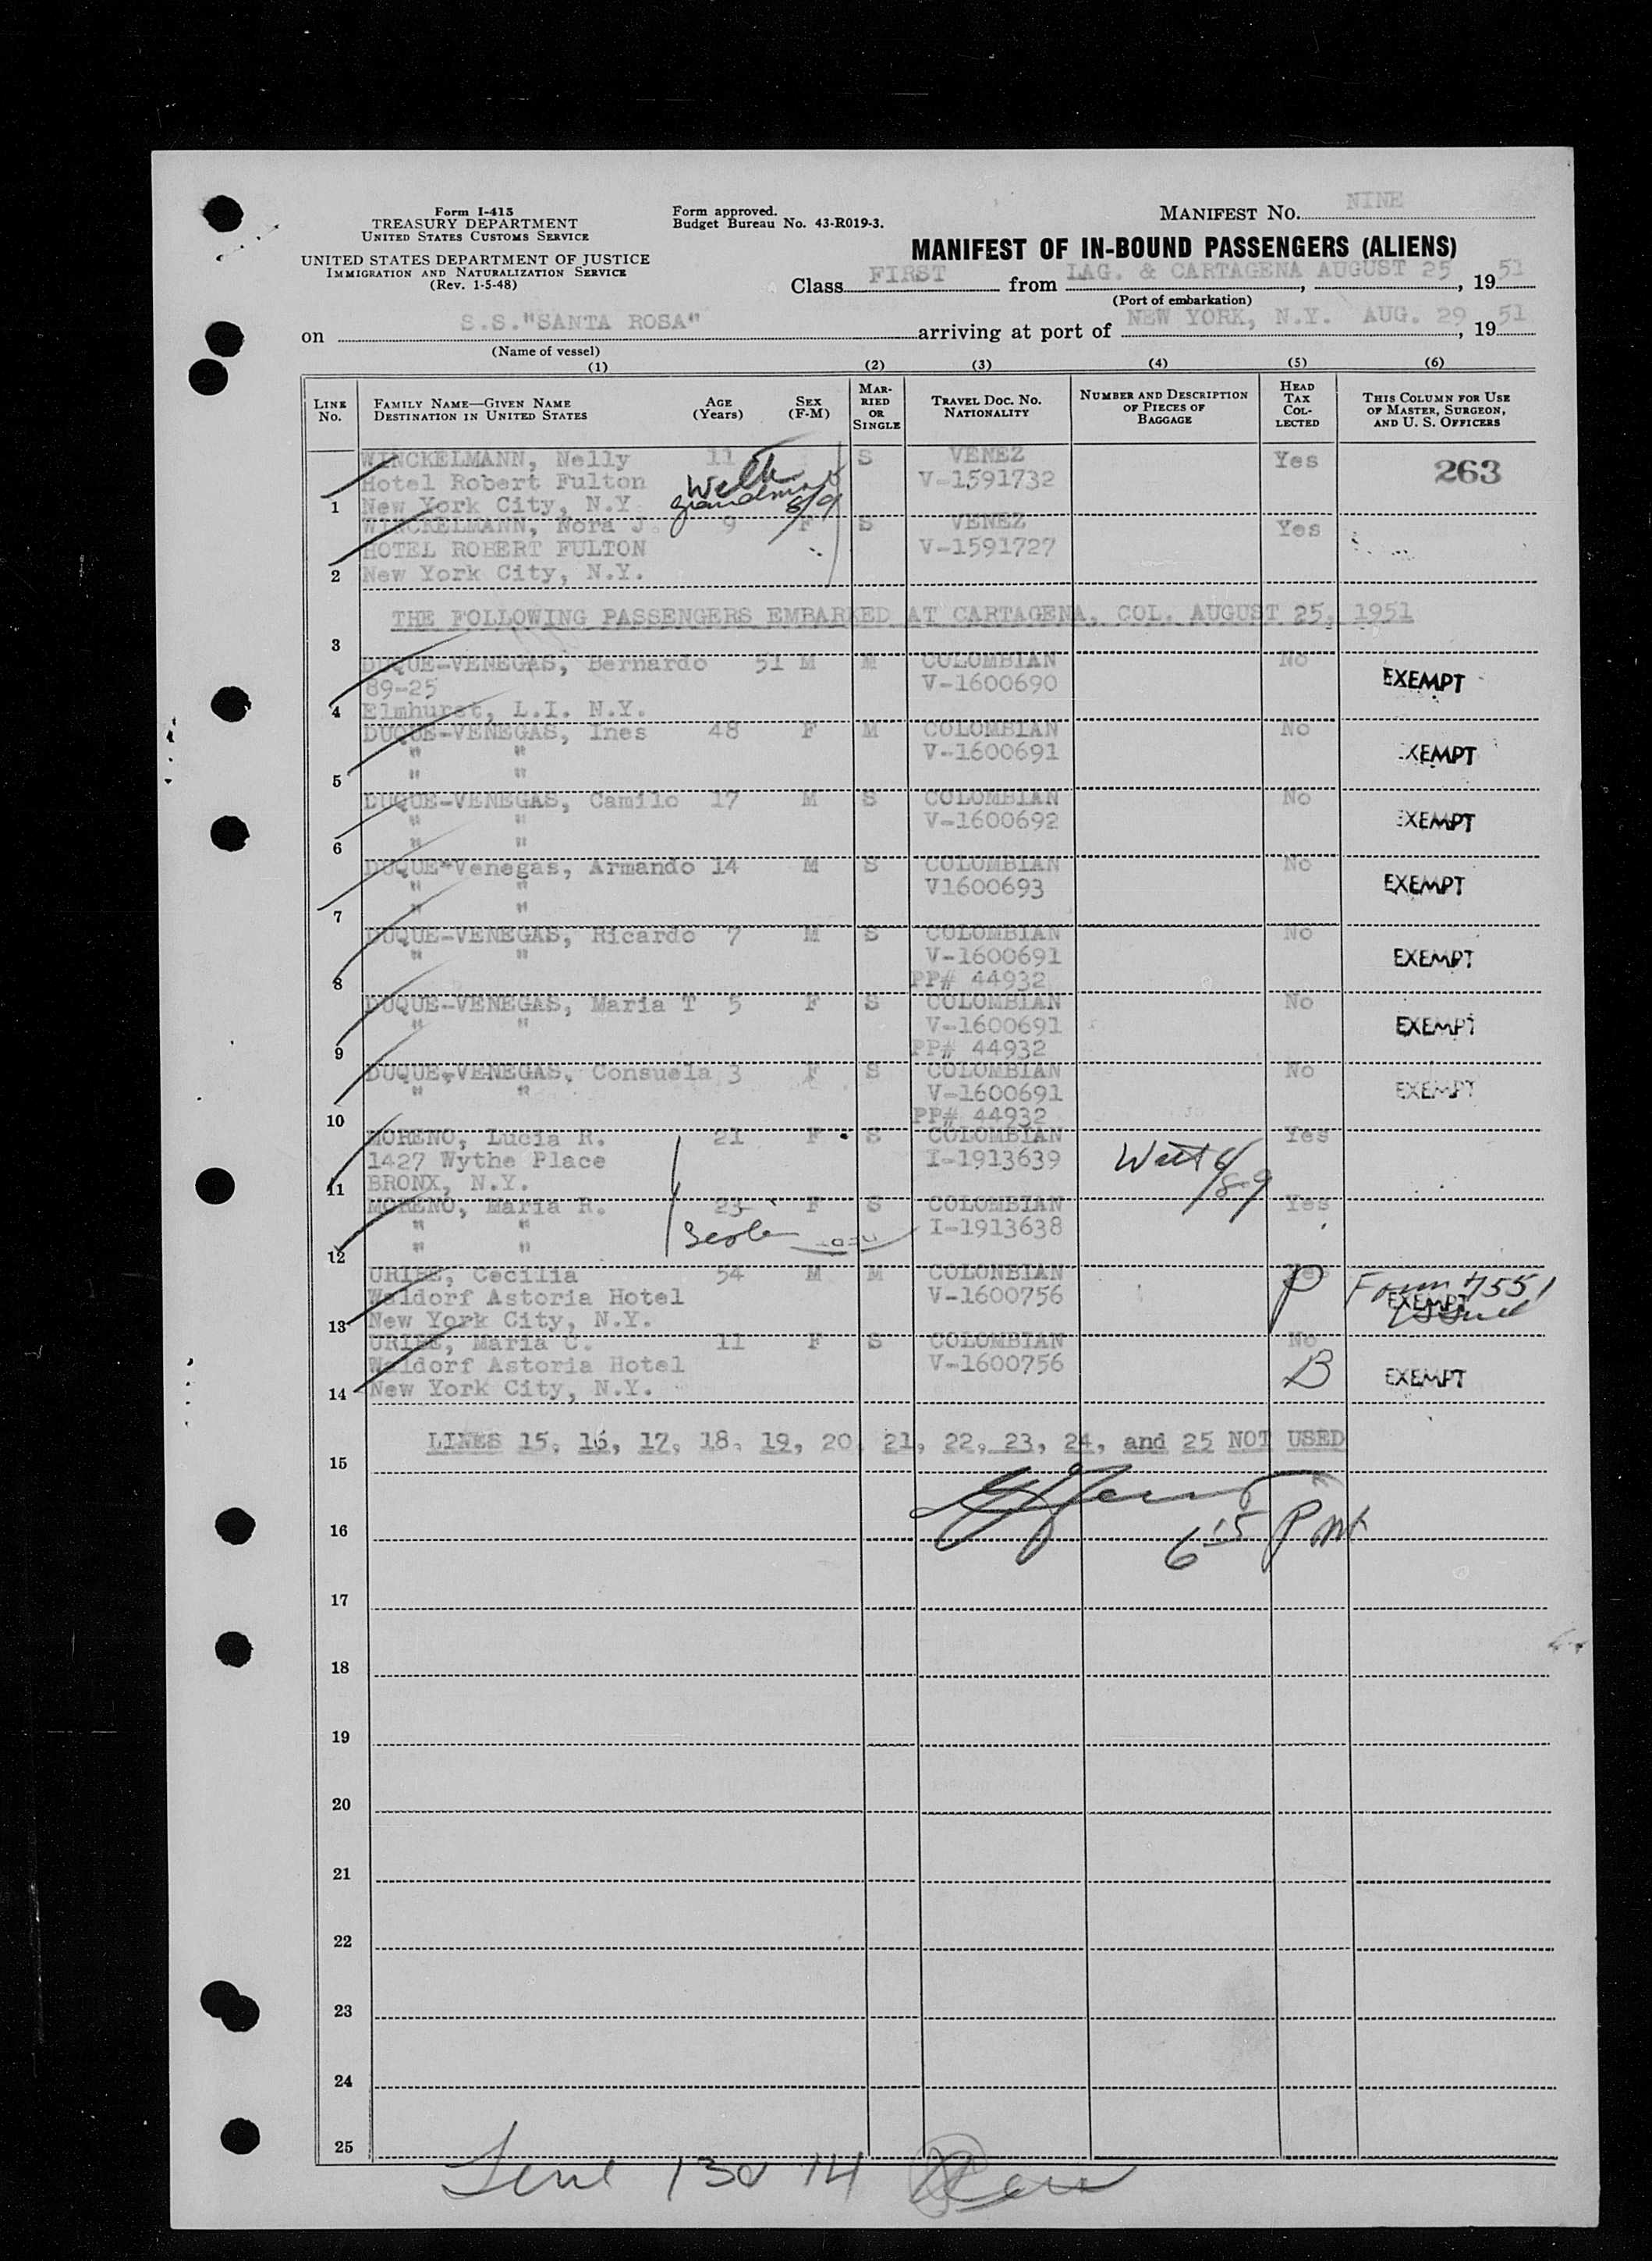 Form I-415
TREASURY DEPARTMENT
UNITED STATES CUSTOMS SERVICE
UNITED STATES DEPARTMENT OF JUSTICE
IMMIGRATION AND NATURALIZATION SERVICE
(Rev. 1-5-48)
Form approved.
Budget Bureau No. 43-R019-3.
MANIFEST NO. NINE
MANIFEST OF IN-BOUND PASSENGERS (ALIENS)
Class FIRST from LAG. & CARTAGENA AUGUST 25, 1951
(Port of embarkation)
on S.S."SANTA ROSA" arriving at port of NEW YORK, N.Y. AUG. 29, 1951
(Name of vessel)
(1) (2) (3) (4) (5) (6)
LINE No. FAMILY NAME—GIVEN NAME DESTINATION IN UNITED STATES AGE (Years) SEX (F-M) MARRIED OR SINGLE TRAVEL DOC. NO. NATIONALITY NUMBER AND DESCRIPTION OF PIECES OF BAGGAGE HEAD TAX COLLECTED THIS COLUMN FOR USE OF MASTER, SURGEON, AND U. S. OFFICERS
WINCKELMANN, Nelly 11 S VENEZ Yes 263
Hotel Robert Fulton V-1591732
1 New York City, N.Y grandma 8/9
WINCKELMANN, Nora J. 9 F S VENEZ Yes
HOTEL ROBERT FULTON V-1591727
2 New York City, N.Y.
THE FOLLOWING PASSENGERS EMBARKED AT CARTAGENA, COL. AUGUST 25, 1951
3
DUQUE-VENEGAS, Bernardo 51 M M COLOMBIAN No
89-25 V-1600690 EXEMPT
4 Elmhurst, L.I. N.Y.
DUQUE-VENEGAS, Ines 48 F M COLOMBIAN No
" " V-1600691 EXEMPT
5 " "
DUQUE-VENEGAS, Camilo 17 M S COLOMBIAN No
" " V-1600692 EXEMPT
6 " "
DUQUE-Venegas, Armando 14 M S COLOMBIAN No
" " V1600693 EXEMPT
7 " "
DUQUE-VENEGAS, Ricardo 7 M S COLOMBIAN No
" " V-1600691 EXEMPT
8 PP# 44932
DUQUE-VENEGAS, Maria T 5 F S COLOMBIAN No
" " V-1600691 EXEMPT
9 PP# 44932
DUQUE-VENEGAS, Consuela 3 F S COLOMBIAN No
" " V-1600691 EXEMPT
10 PP# 44932
MORENO, Lucia R. 21 F S COLOMBIAN Yes
1427 Wythe Place I-1913639
11 BRONX, N.Y.
MORENO, Maria R. 23 F S COLOMBIAN Yes
" " I-1913638
12 " "
URIBE, Cecilia 54 M M COLONBIAN Yes Form 7551
Waldorf Astoria Hotel V-1600756 EXEMPT issued
13 New York City, N.Y.
URIBE, Maria C. 11 F S COLOMBIAN No
Waldorf Astoria Hotel V-1600756 B EXEMPT
14 New York City, N.Y.
LINES 15, 16, 17, 18, 19, 20, 21, 22, 23, 24, and 25 NOT USED
15
16 6 15 PM
17
18
19
20
21
22
23
24
25
Line 13 & 14